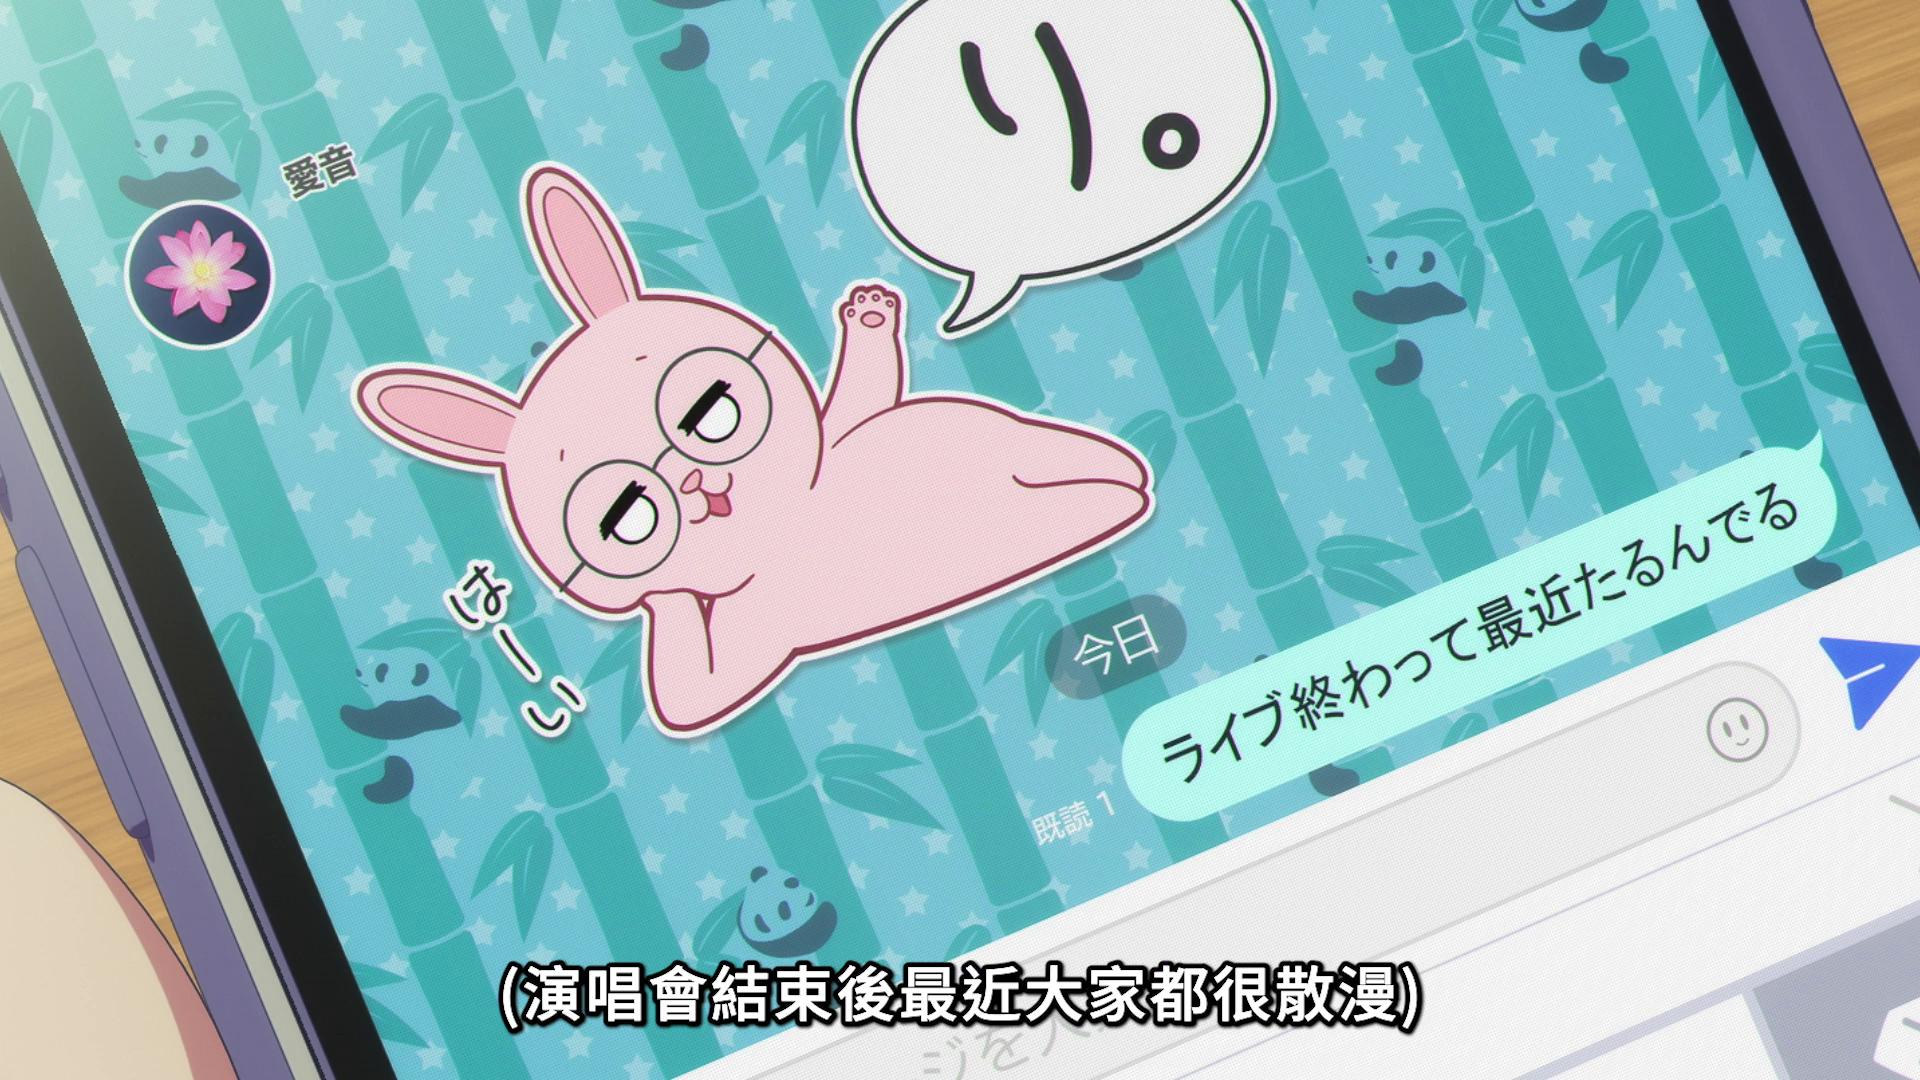 り。
愛音
はーい
今日
ライブ終わって最近たるんでる
既読 1
(演唱會結束後最近大家都很散漫)